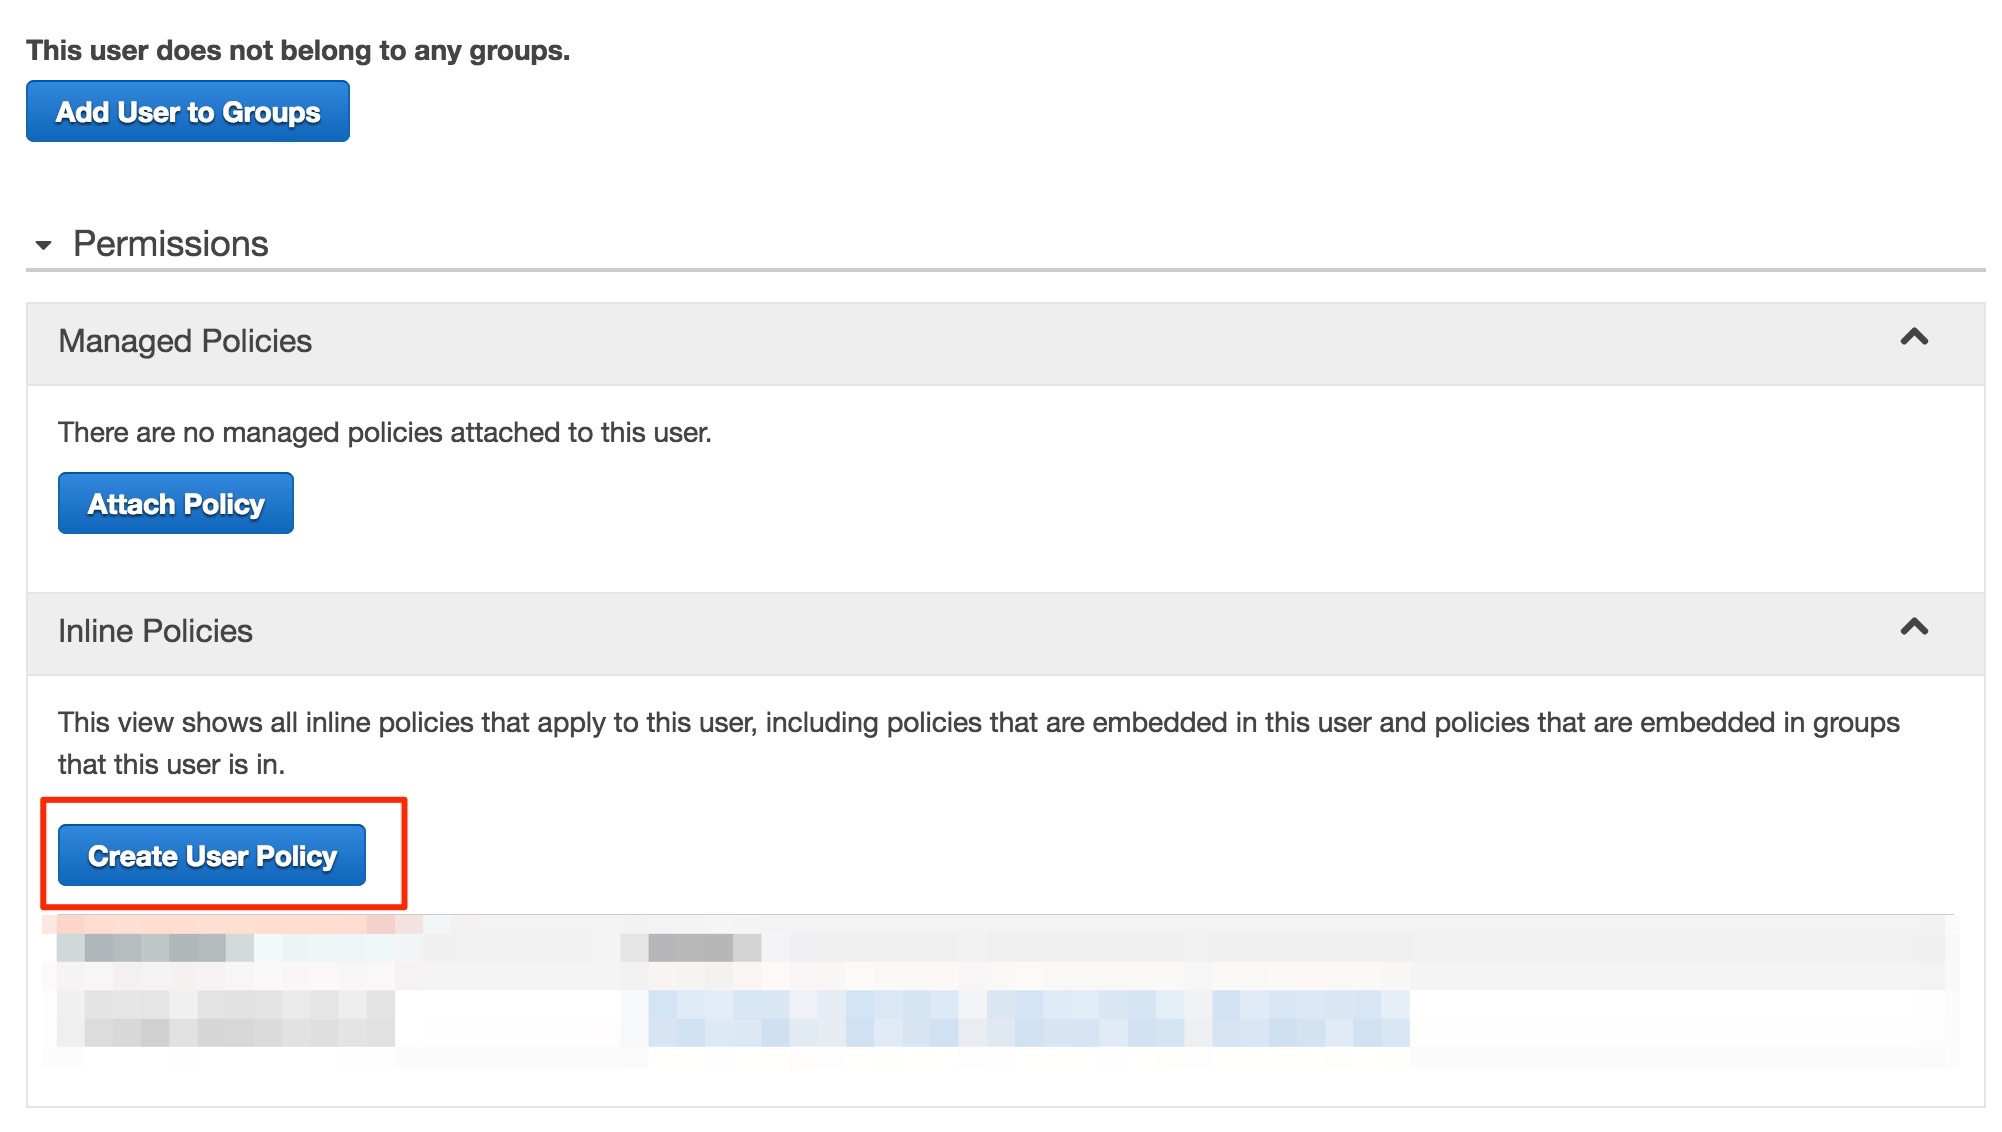 This user does not belong to any groups.
Add User to Groups
Permissions
Managed Policies
There are no managed policies attached to this user.
Attach Policy
Inline Policies
This view shows all inline policies that apply to this user, including policies that are embedded in this user and policies that are embedded in groups
that this user is in.
Create User Policy